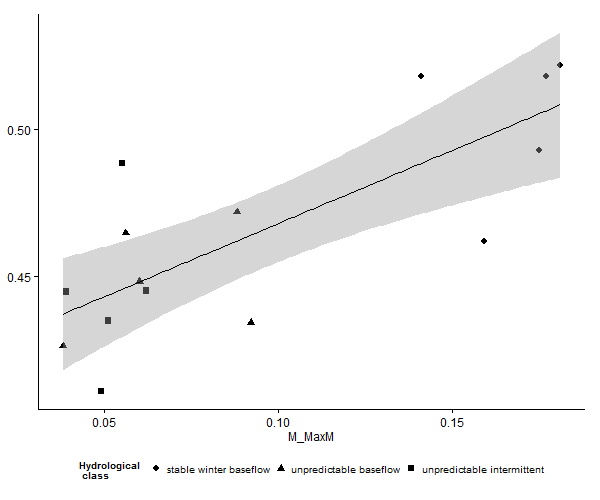 0.50
0.45
0.05 0.10 0.15
M_MaxM
Hydrological
class
stable winter baseflow unpredictable baseflow unpredictable intermittent